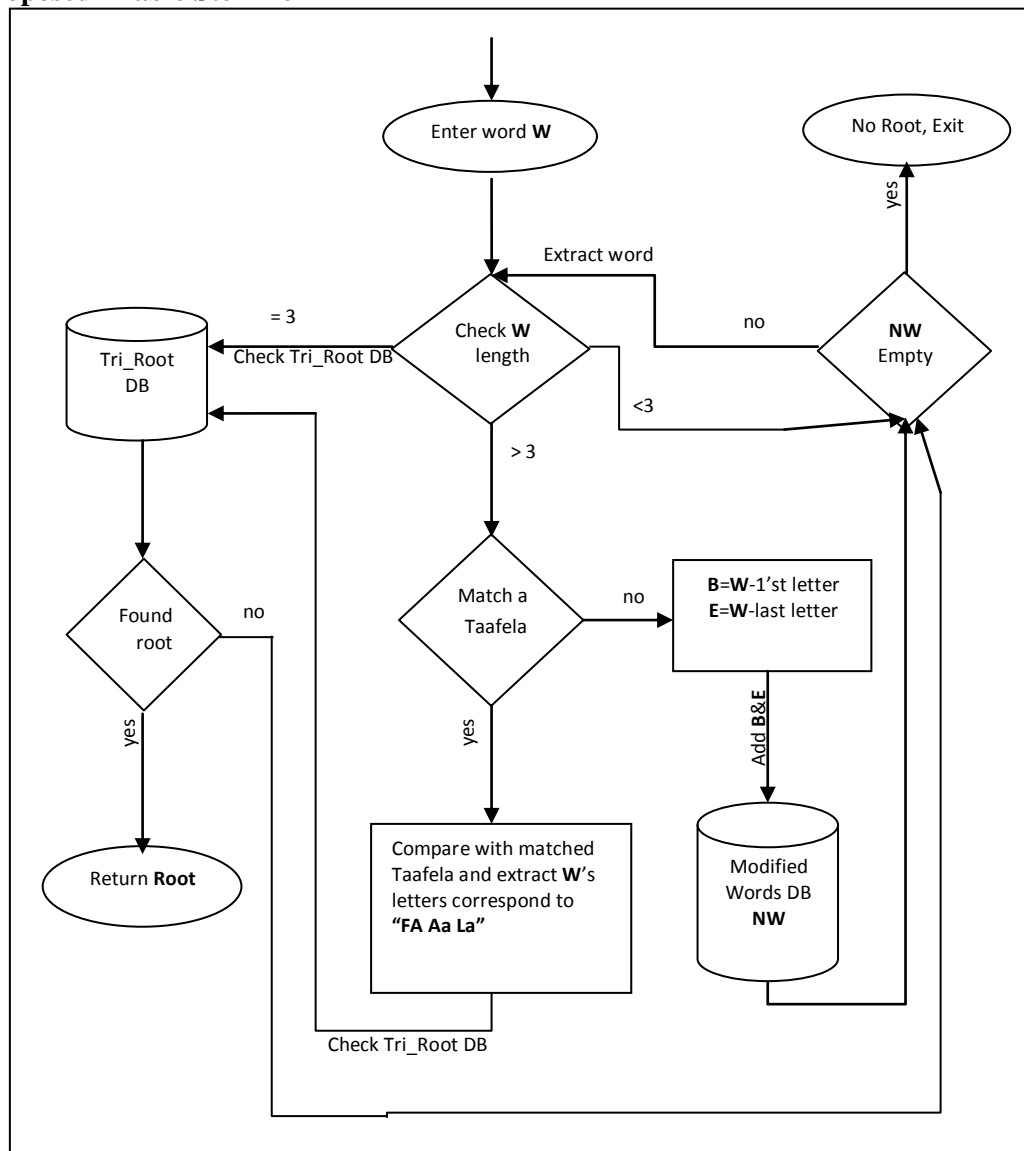 Enter word W
No Root, Exit
yes
Extract word
= 3
Check Tri_Root DB
Tri_Root
DB
Check W
length
no
NW
Empty
<3
> 3
Found
root
no
Match a
Taafela
no
B=W-1'st letter
E=W-last letter
yes
yes
Add B&E
Return Root
Compare with matched
Taafela and extract W's
letters correspond to
“FA Aa La”
Modified
Words DB
NW
Check Tri_Root DB